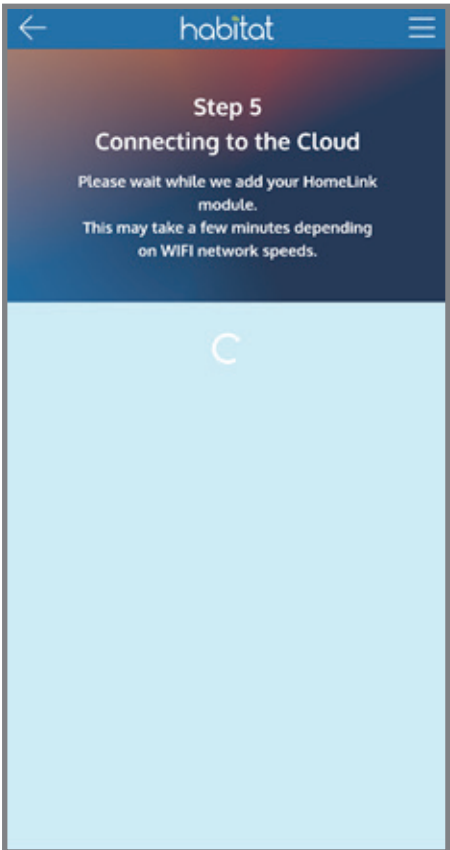 habitat
Step 5
Connecting to the Cloud
Please wait while we add your HomeLink
module.
This may take a few minutes depending
on WIFI network speeds.